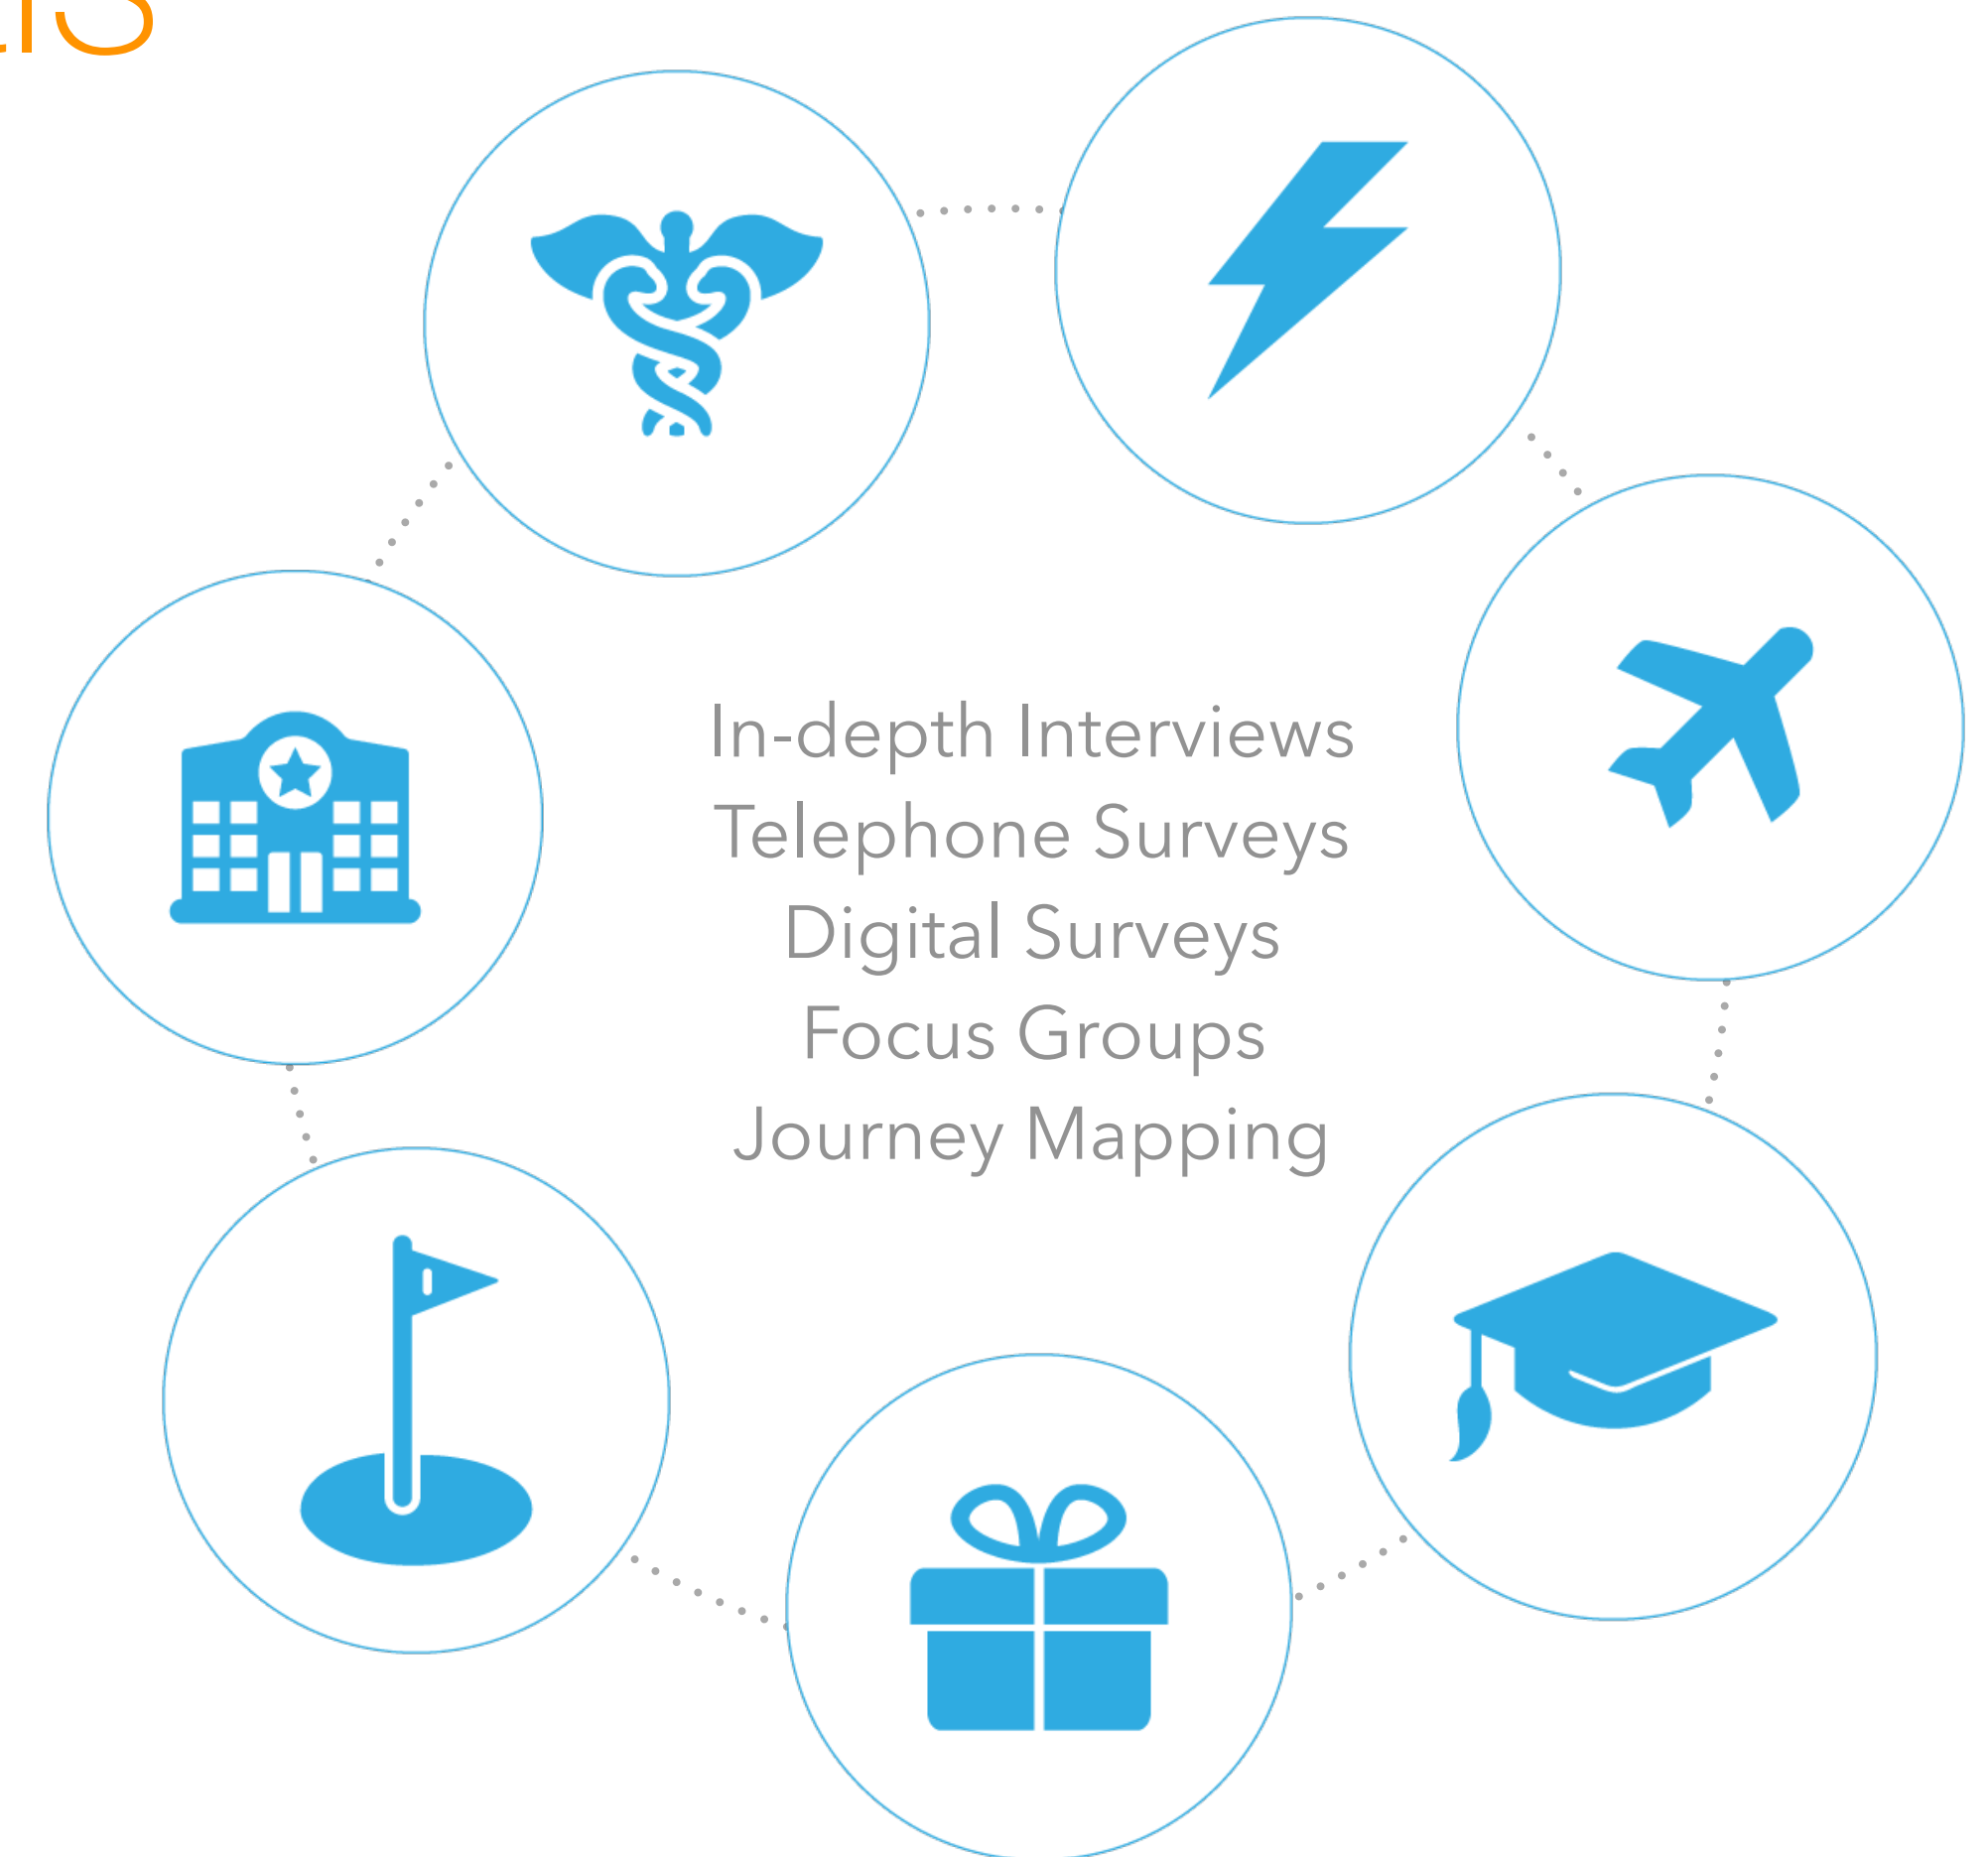 In-depth Interviews
Telephone Surveys
Digital Surveys
Focus Groups
Journey Mapping